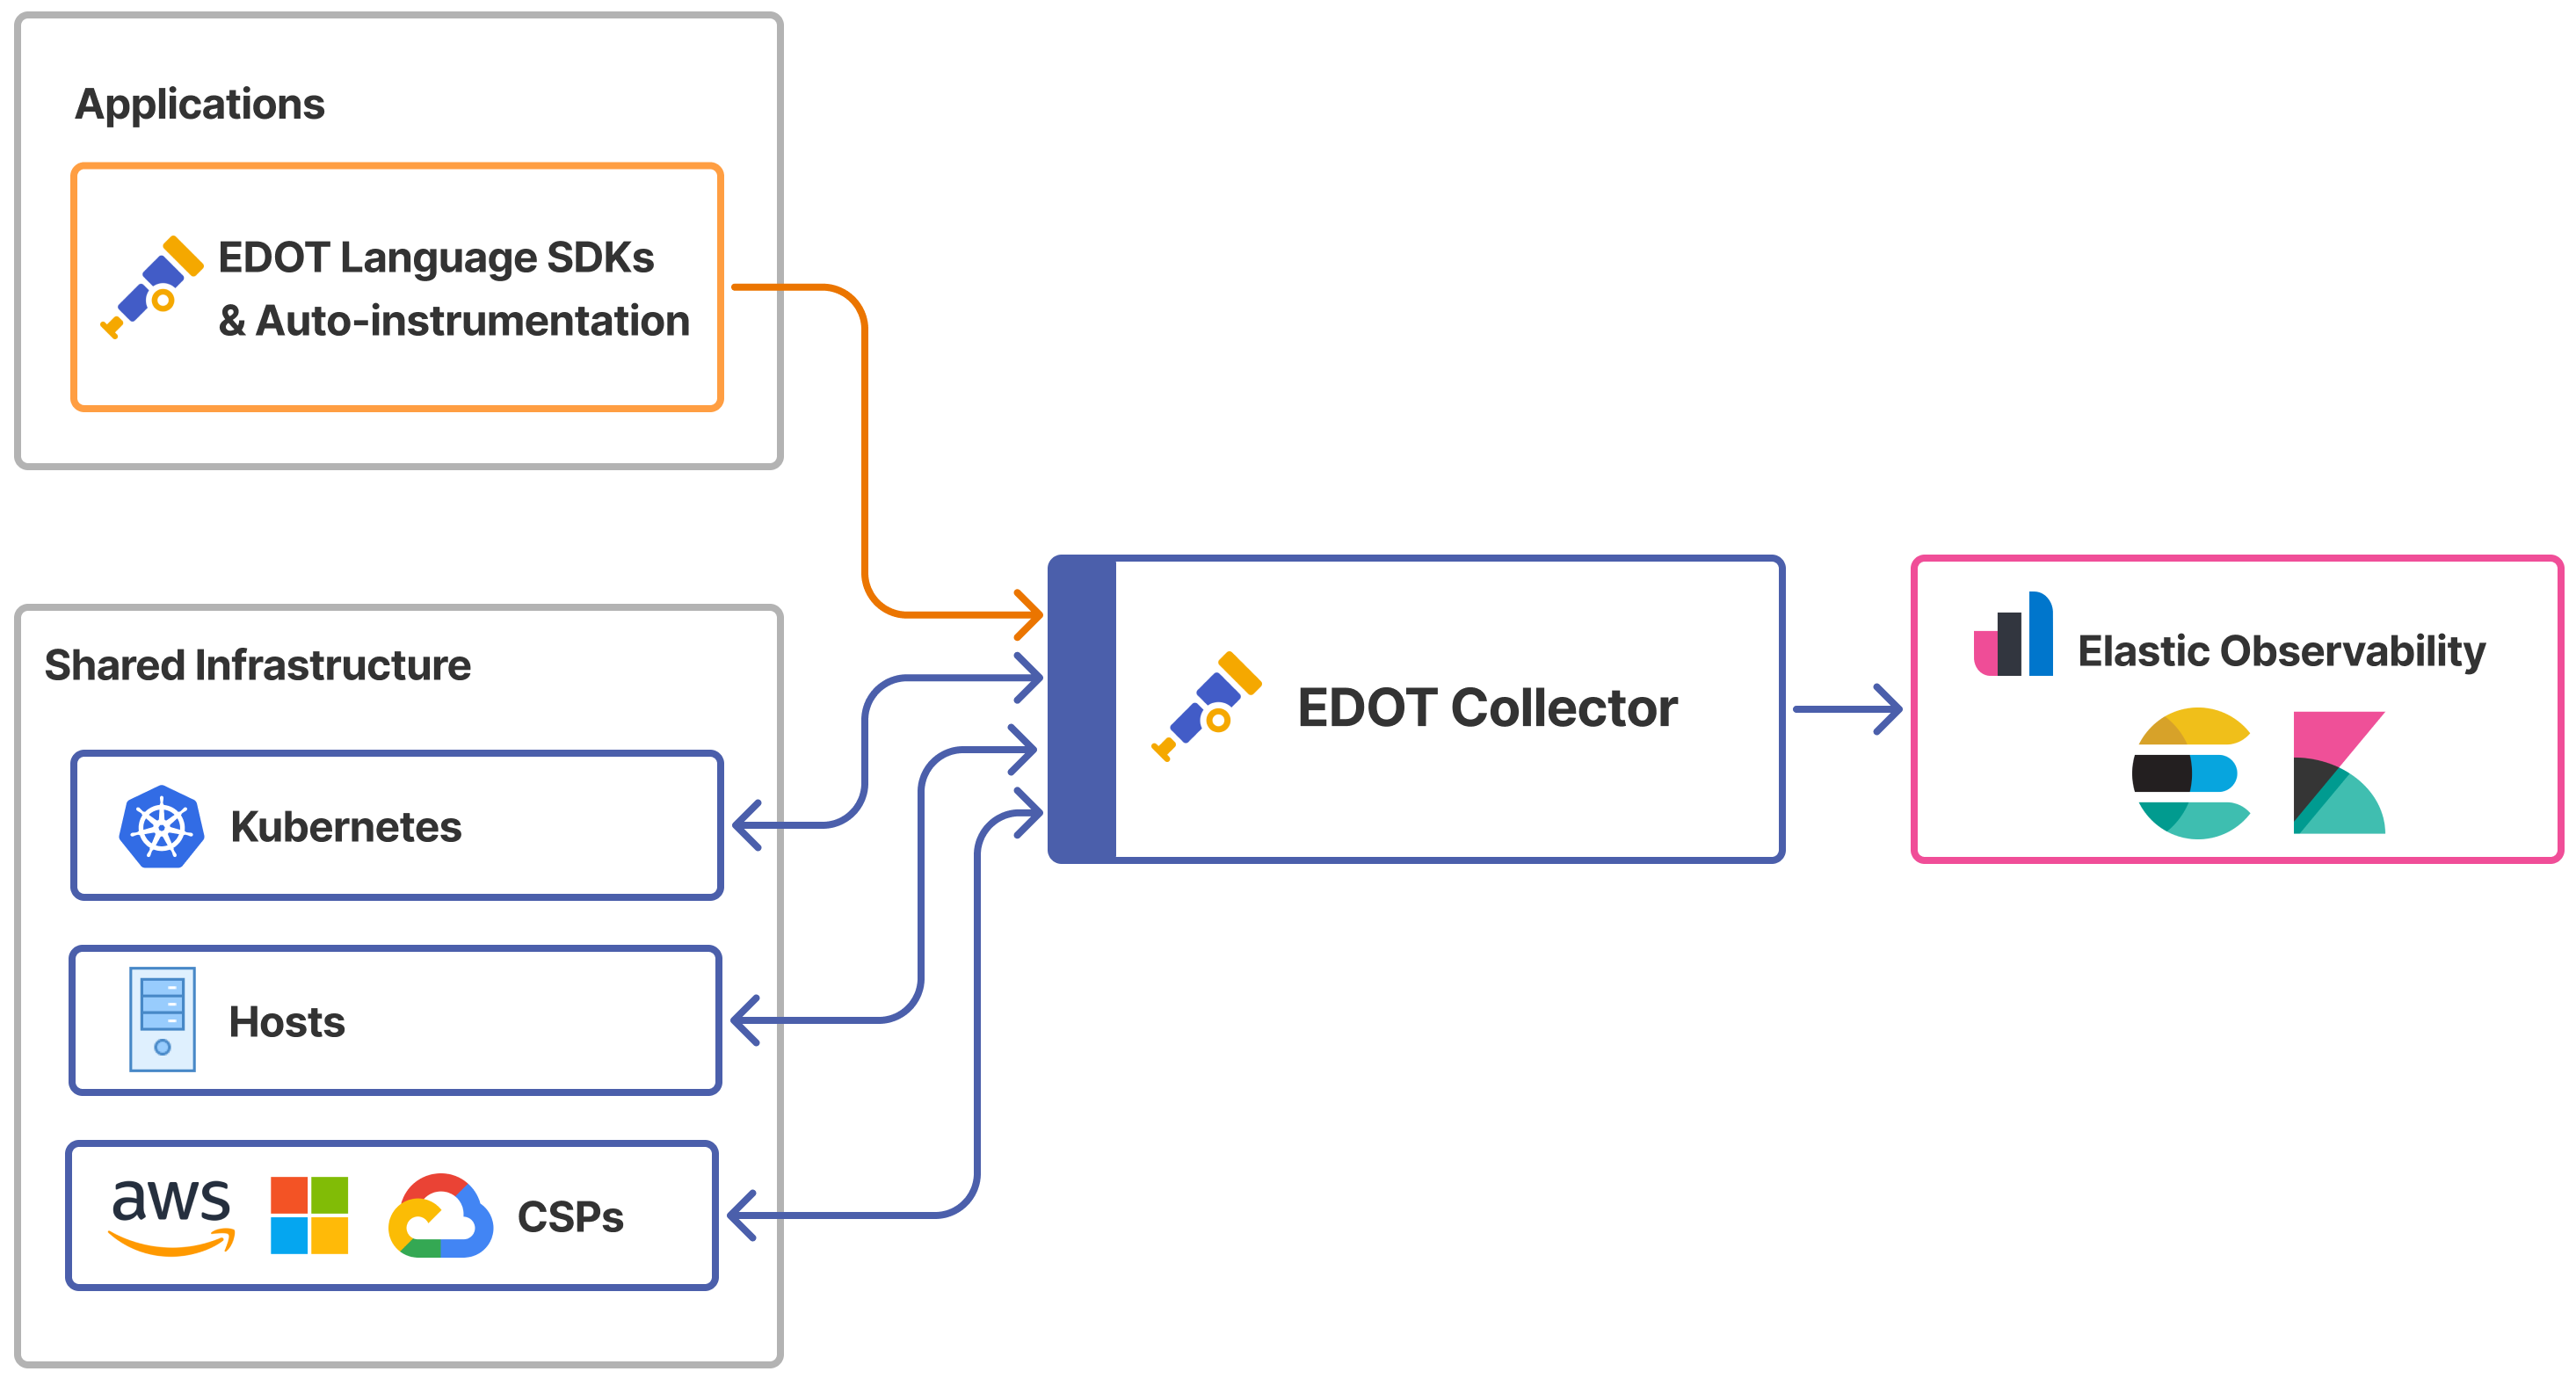 Applications
EDOT Language SDKs
& Auto-instrumentation
Shared Infrastructure
Kubernetes
Hosts
aws
CSPs
EDOT Collector
Elastic Observability